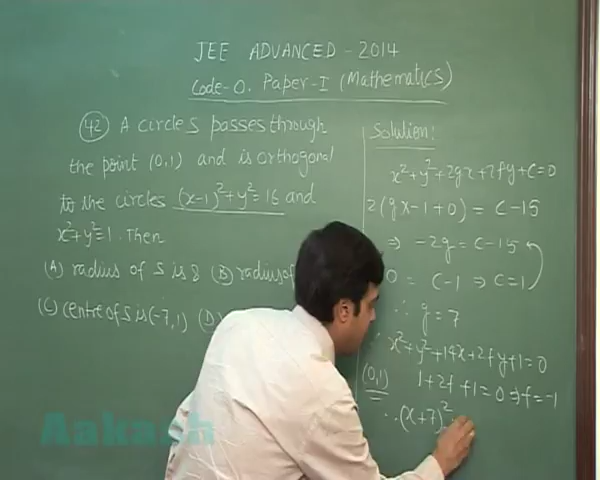 JEE ADVANCED - 2014
Code-O. Paper-I (Mathematics)
42 A circle S passes through
the point (0,1) and is orthogonal
to the circles (x-1)²+y²=16 and
x²+y²=1. Then
(A) radius of S is 8 (B) radius of
(C) centre of S is (-7,1) (D)
Solution:
x²+y²+2gx+2fy+c=0
2(gx-1+0) = c-15
⇒ -2g = c-15
0 = c-1 ⇒ c=1
∴ g = 7
x²+y²+14x+2fy+1=0
(0,1) 1+2f+1=0 ⇒ f=-1
∴ (x+7)²
Aakash